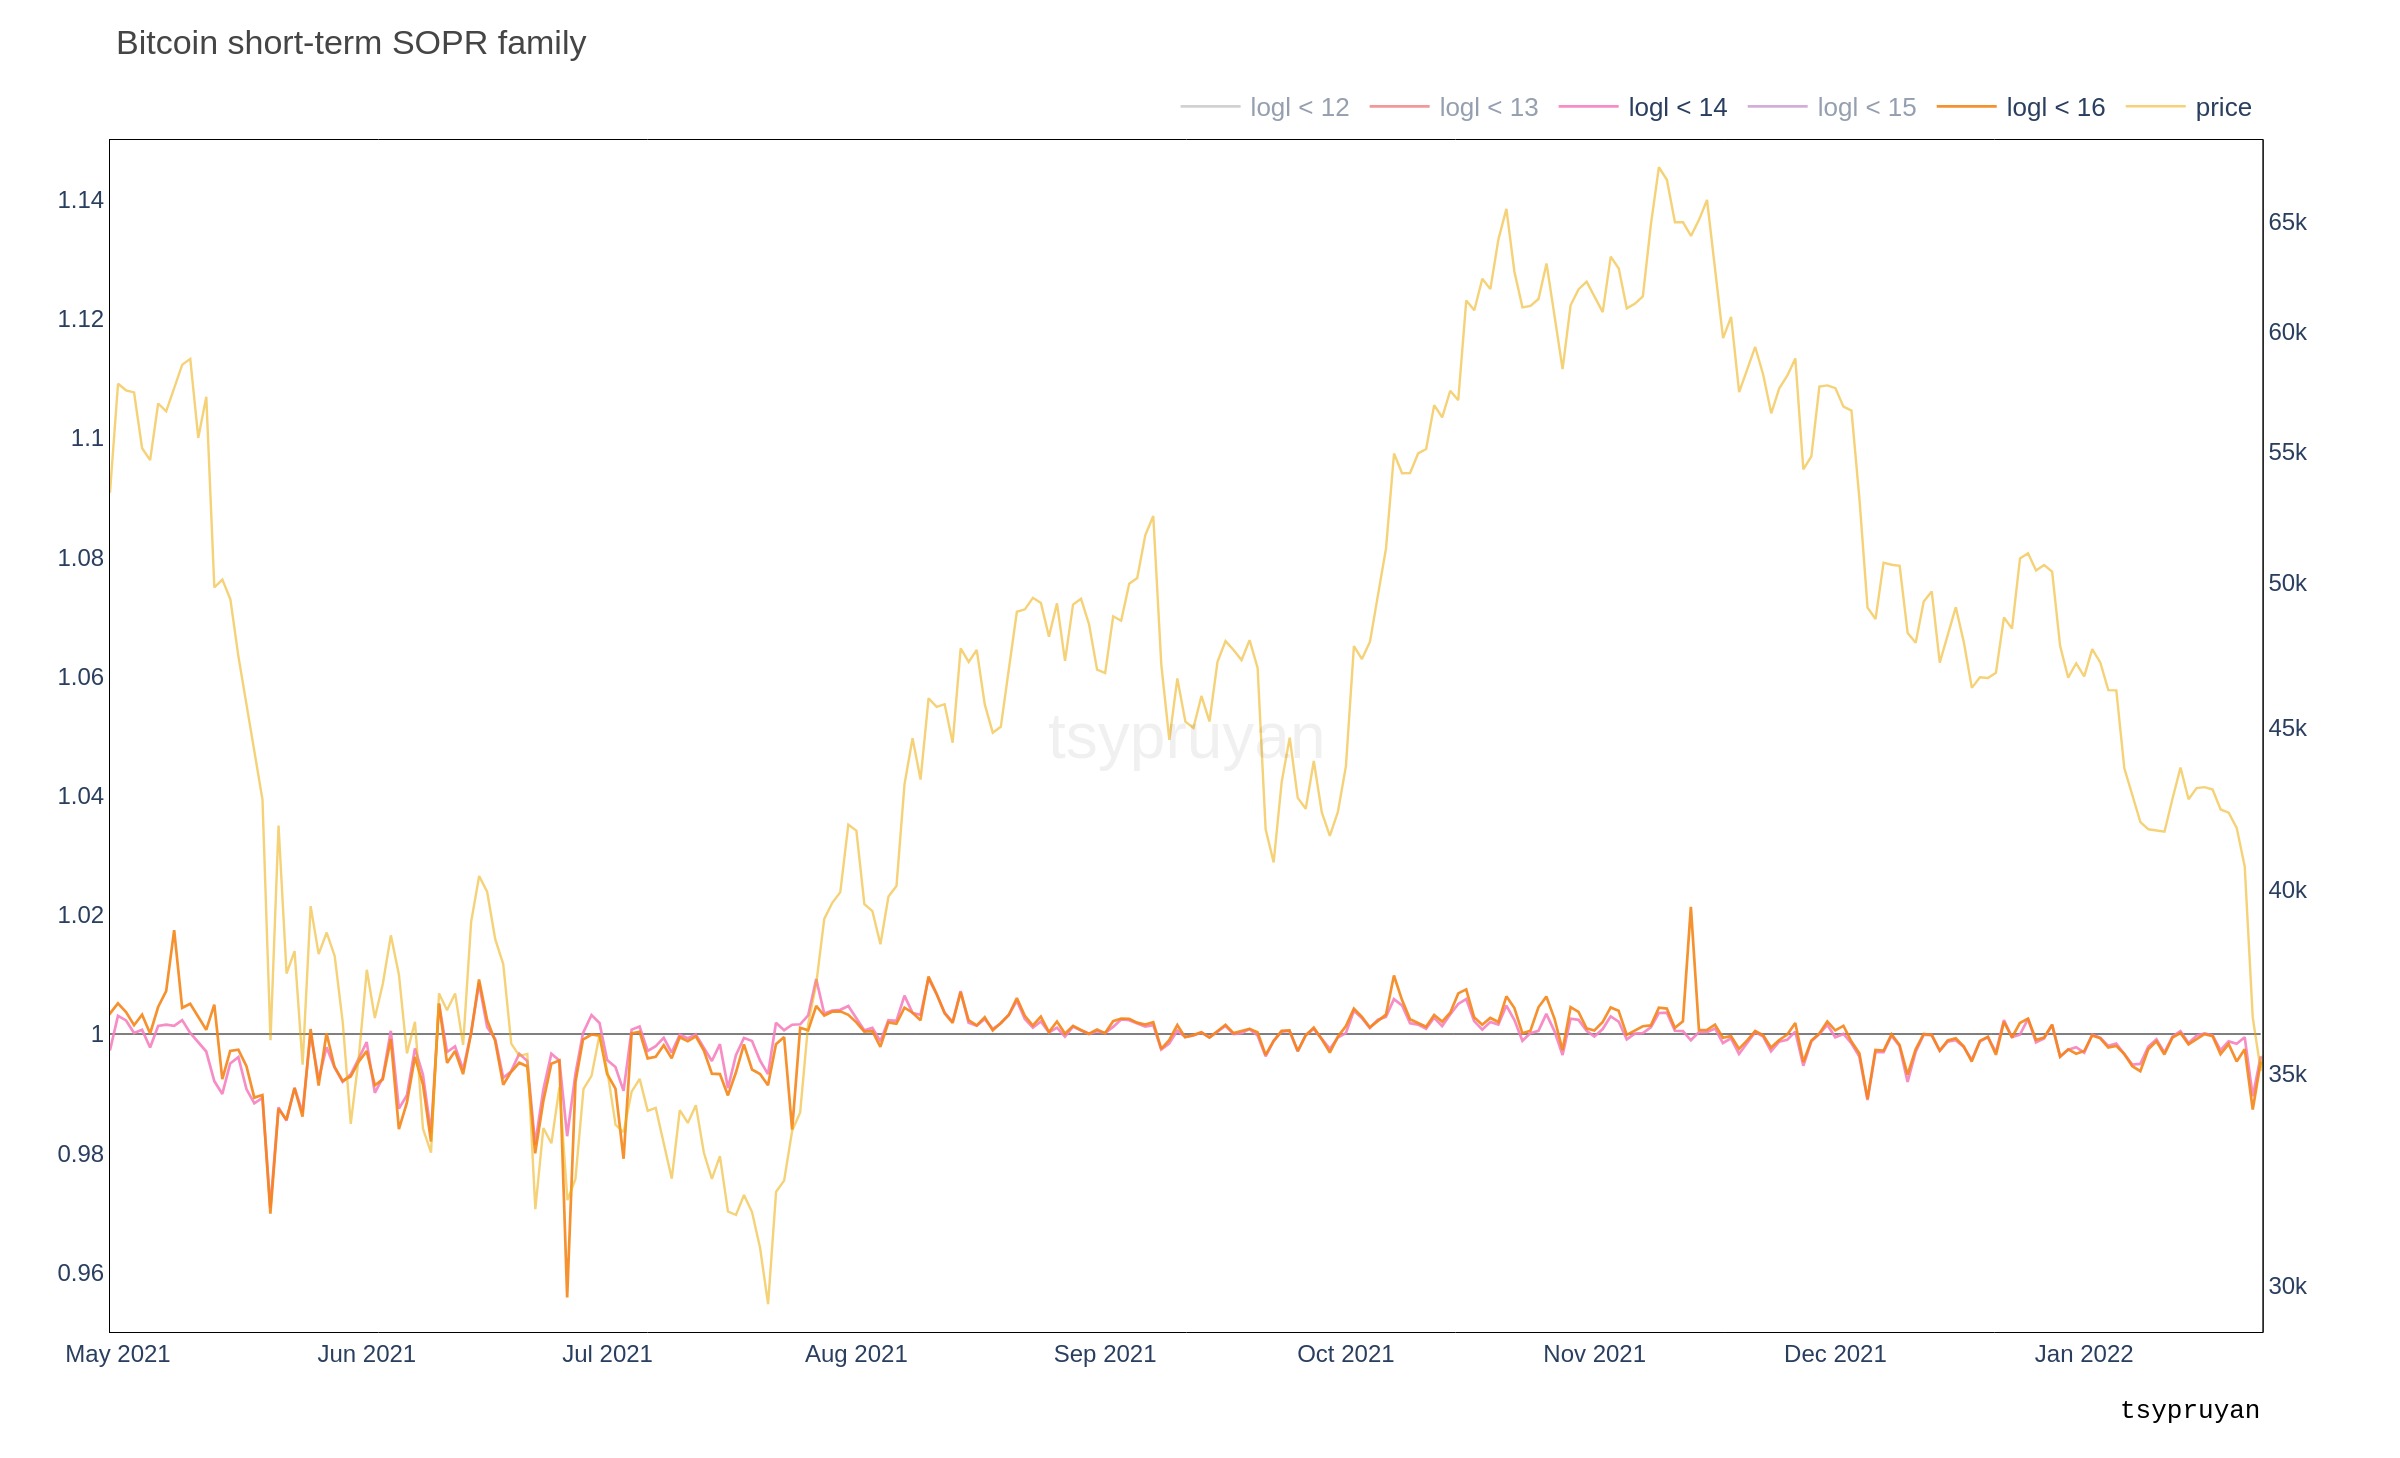 Bitcoin short-term SOPR family
logl < 12 logl < 13 logl < 14 logl < 15 logl < 16 price
1.14
1.12
1.1
1.08
1.06
1.04
1.02
1
0.98
0.96
65k
60k
55k
50k
45k
40k
35k
30k
tsypruyan
May 2021 Jun 2021 Jul 2021 Aug 2021 Sep 2021 Oct 2021 Nov 2021 Dec 2021 Jan 2022
tsypruyan